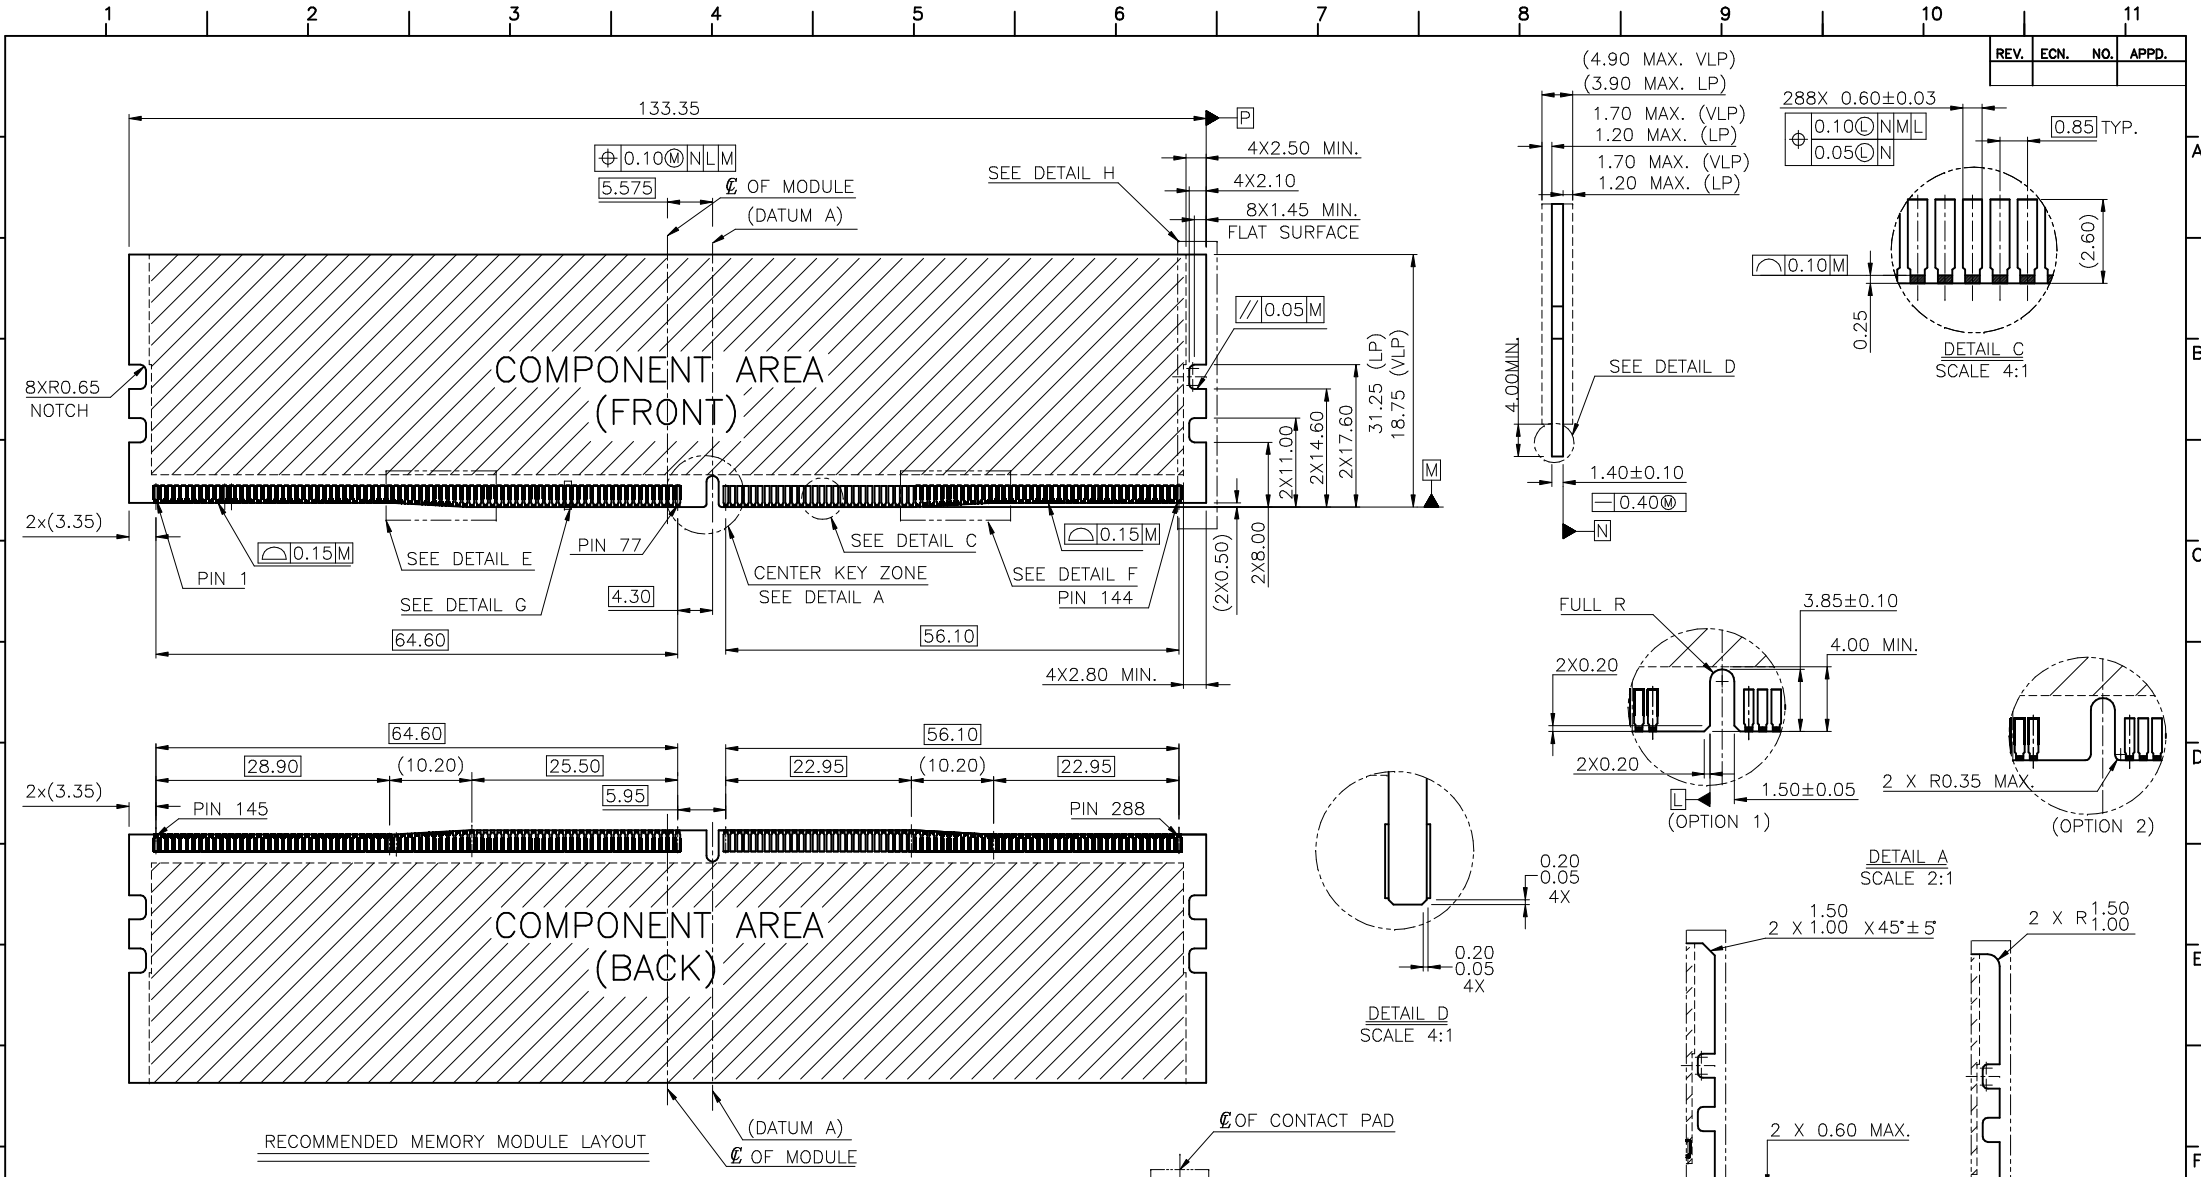 1 2 3 4 5 6 7 8 9 10 11
REV. ECN. NO. APPD.
A
B
C
D
E
F
133.35
P
⌖ 0.10Ⓜ N L M
5.575
℄ OF MODULE
(DATUM A)
SEE DETAIL H
4X2.50 MIN.
4X2.10
8X1.45 MIN.
FLAT SURFACE
// 0.05 M
COMPONENT AREA
(FRONT)
8XR0.65
NOTCH
2X11.00
2X14.60
2X17.60
31.25 (LP)
18.75 (VLP)
M
2x(3.35)
PIN 1
⌓ 0.15 M
SEE DETAIL E
SEE DETAIL G
PIN 77
4.30
CENTER KEY ZONE
SEE DETAIL A
SEE DETAIL C
SEE DETAIL F
PIN 144
⌓ 0.15 M
(2X0.50)
2X8.00
64.60
56.10
4X2.80 MIN.
(4.90 MAX. VLP)
(3.90 MAX. LP)
1.70 MAX. (VLP)
1.20 MAX. (LP)
1.70 MAX. (VLP)
1.20 MAX. (LP)
4.00MIN.
SEE DETAIL D
1.40±0.10
— 0.40Ⓜ
N
288X 0.60±0.03
⌖ 0.10Ⓛ N M L
0.05Ⓛ N
0.85 TYP.
⌒ 0.10 M
0.25
(2.60)
DETAIL C
SCALE 4:1
FULL R
3.85±0.10
4.00 MIN.
2X0.20
2X0.20
L
1.50±0.05
(OPTION 1)
2 X R0.35 MAX.
(OPTION 2)
DETAIL A
SCALE 2:1
64.60
56.10
28.90
(10.20)
25.50
22.95
(10.20)
22.95
5.95
2x(3.35)
PIN 145
PIN 288
COMPONENT AREA
(BACK)
(DATUM A)
℄ OF MODULE
RECOMMENDED MEMORY MODULE LAYOUT
0.20
0.05
4X
0.20
0.05
4X
DETAIL D
SCALE 4:1
℄ OF CONTACT PAD
1.50
2 X 1.00 X45°±5°
2 X R 1.50
1.00
2 X 0.60 MAX.